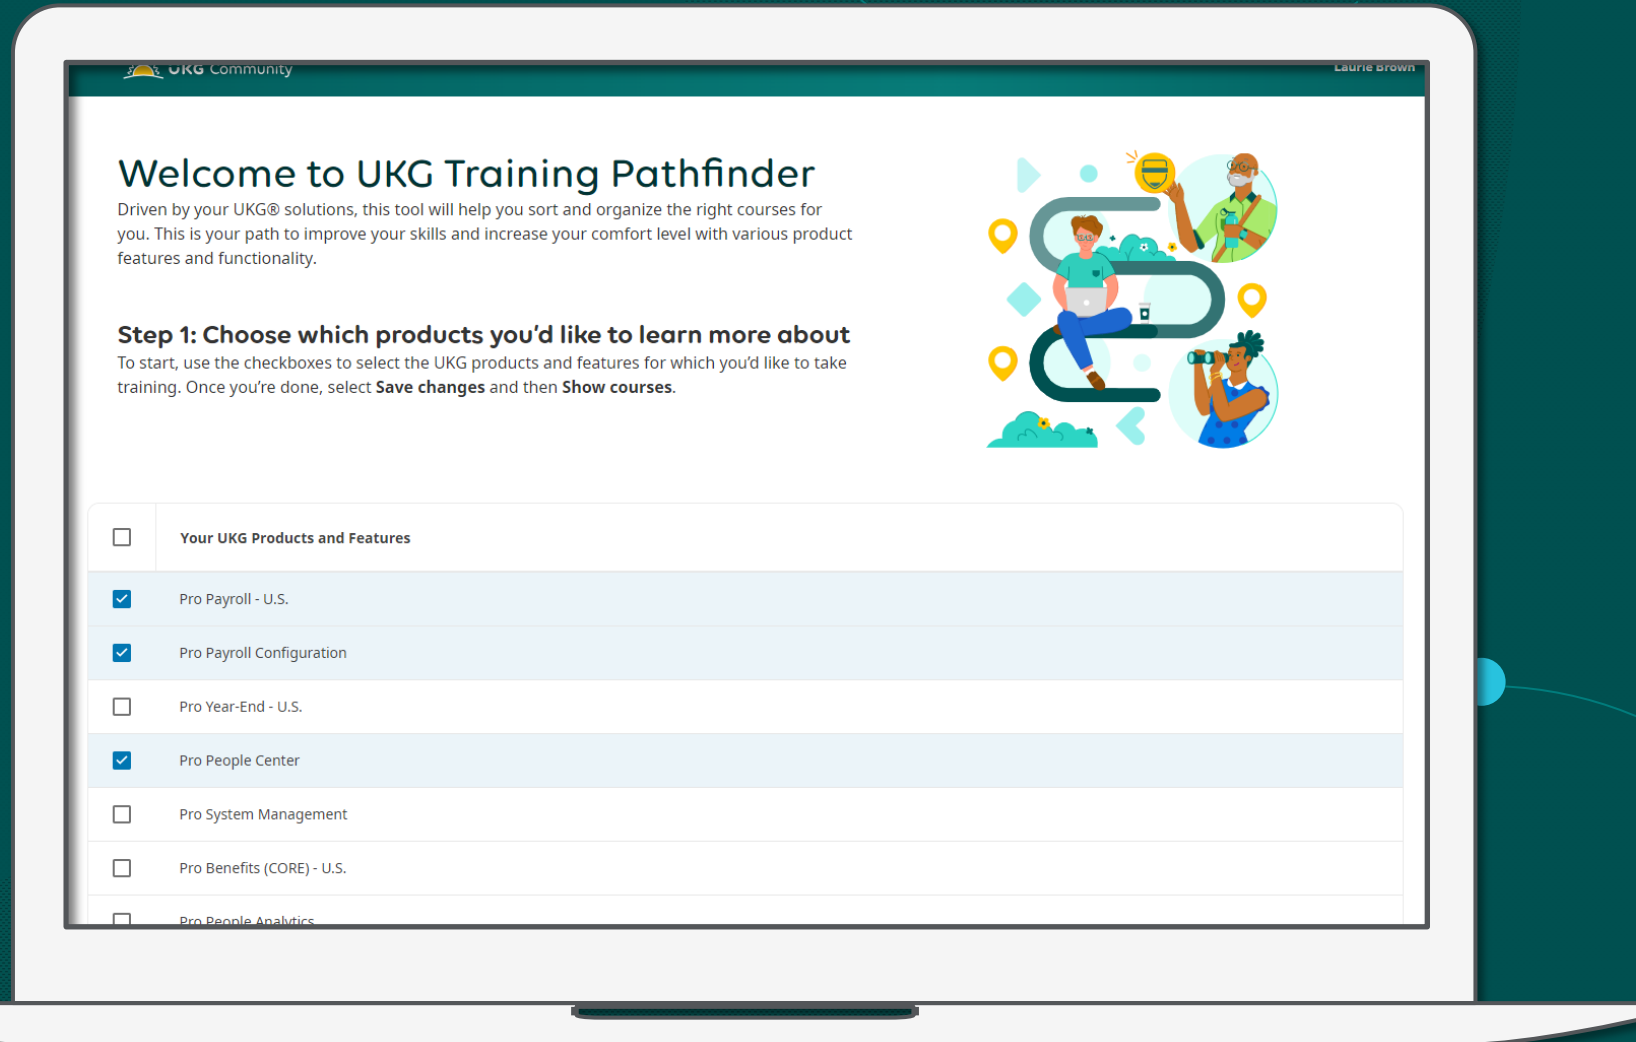 UKG Community
Laurie Brown
Welcome to UKG Training Pathfinder
Driven by your UKG® solutions, this tool will help you sort and organize the right courses for
you. This is your path to improve your skills and increase your comfort level with various product
features and functionality.
Step 1: Choose which products you’d like to learn more about
To start, use the checkboxes to select the UKG products and features for which you’d like to take
training. Once you’re done, select Save changes and then Show courses.
Your UKG Products and Features
Pro Payroll - U.S.
Pro Payroll Configuration
Pro Year-End - U.S.
Pro People Center
Pro System Management
Pro Benefits (CORE) - U.S.
Pro People Analytics